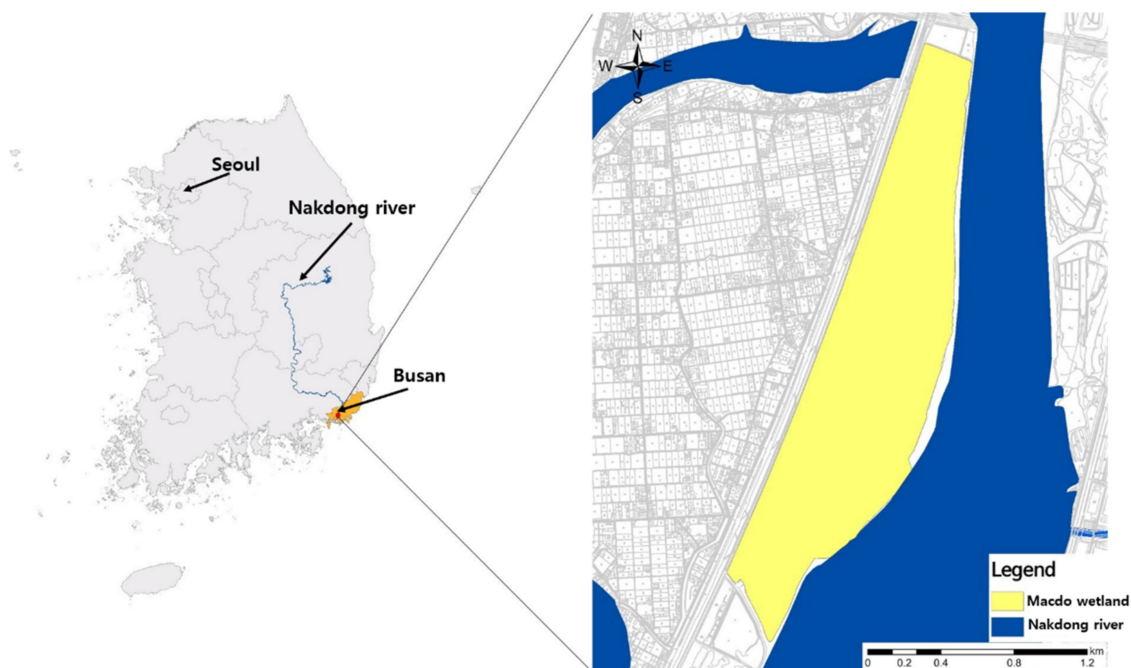 Seoul
Nakdong river
Busan
N
W E
S
Legend
Macdo wetland
Nakdong river
km
0 0.2 0.4 0.8 1.2